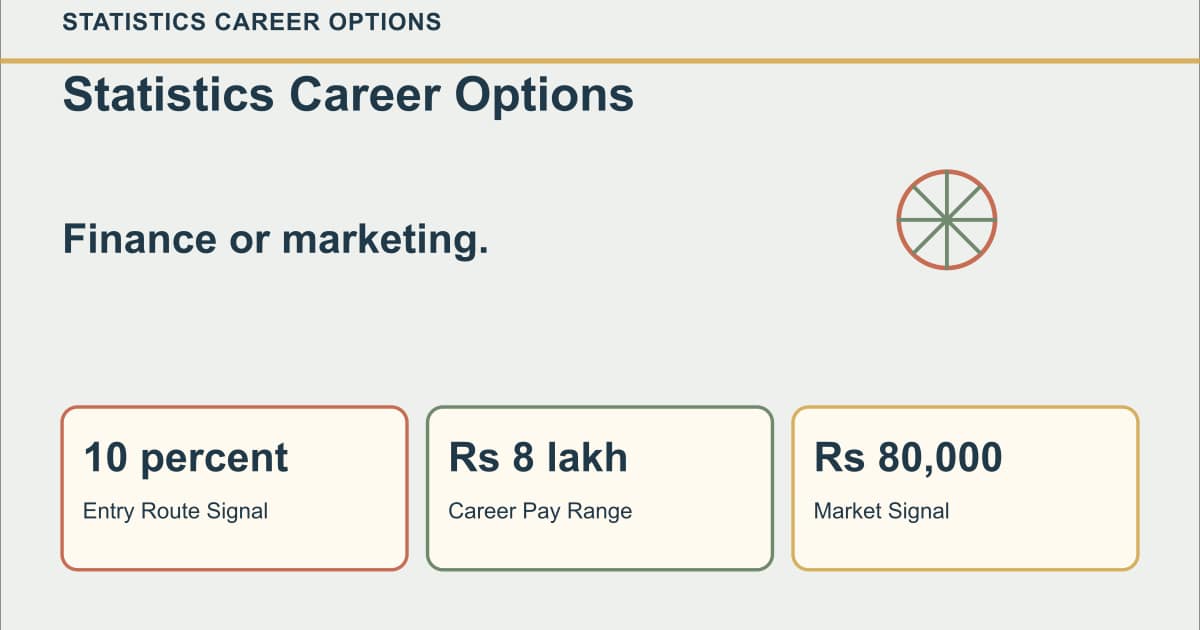 STATISTICS CAREER OPTIONS
Statistics Career Options
Finance or marketing.
10 percent
Entry Route Signal
Rs 8 lakh
Career Pay Range
Rs 80,000
Market Signal